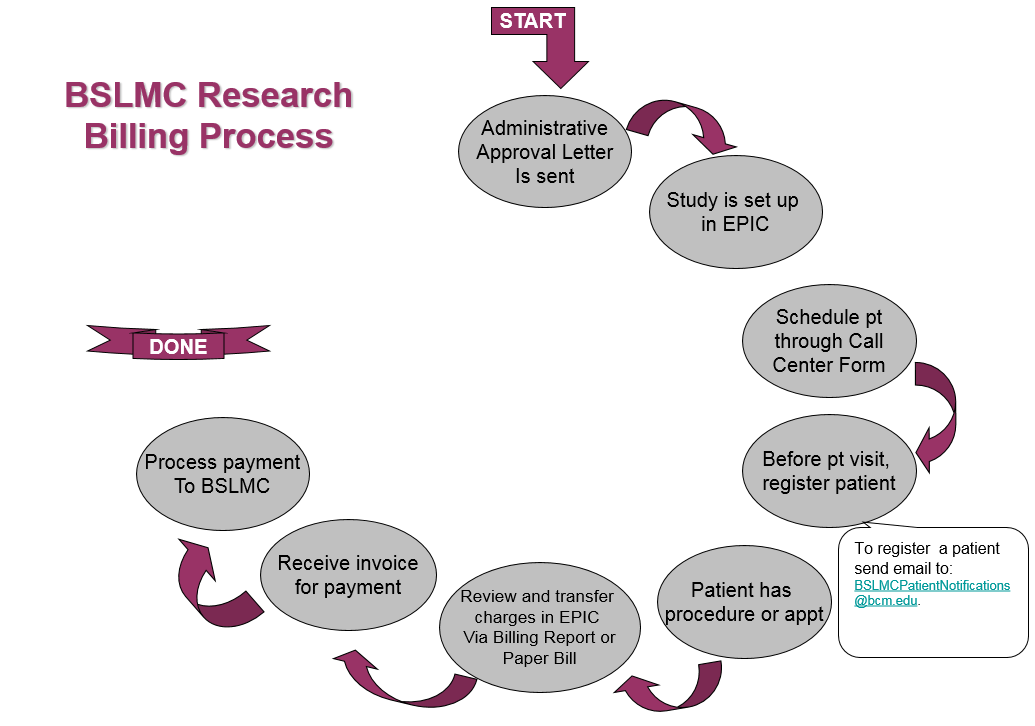 START
BSLMC Research
Billing Process
Administrative
Approval Letter
Is sent
Study is set up
in EPIC
Schedule pt
through Call
Center Form
DONE
Before pt visit,
register patient
Process payment
To BSLMC
To register  a patient
send email to:
BSLMCPatientNotifications
@bcm.edu.
Receive invoice
for payment
Patient has
procedure or appt
Review and transfer
charges in EPIC
Via Billing Report or
Paper Bill